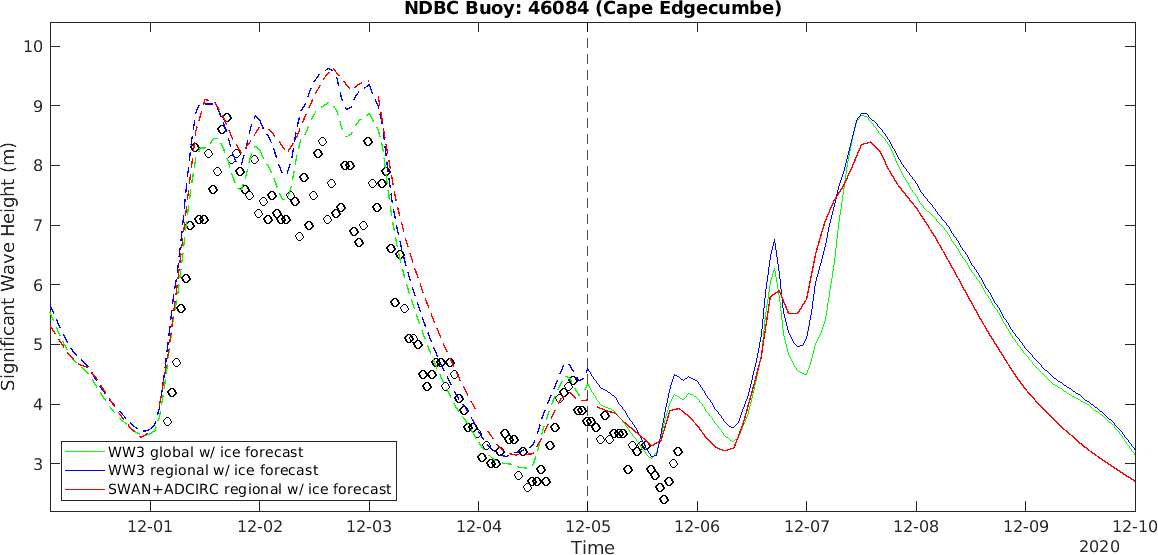 NDBC Buoy: 46084 (Cape Edgecumbe)
10
9
8
7
6
5
4
3
Significant Wave Height (m)
WW3 global w/ ice forecast
WW3 regional w/ ice forecast
SWAN+ADCIRC regional w/ ice forecast
12-01 12-02 12-03 12-04 12-05 12-06 12-07 12-08 12-09 12-10
Time
2020